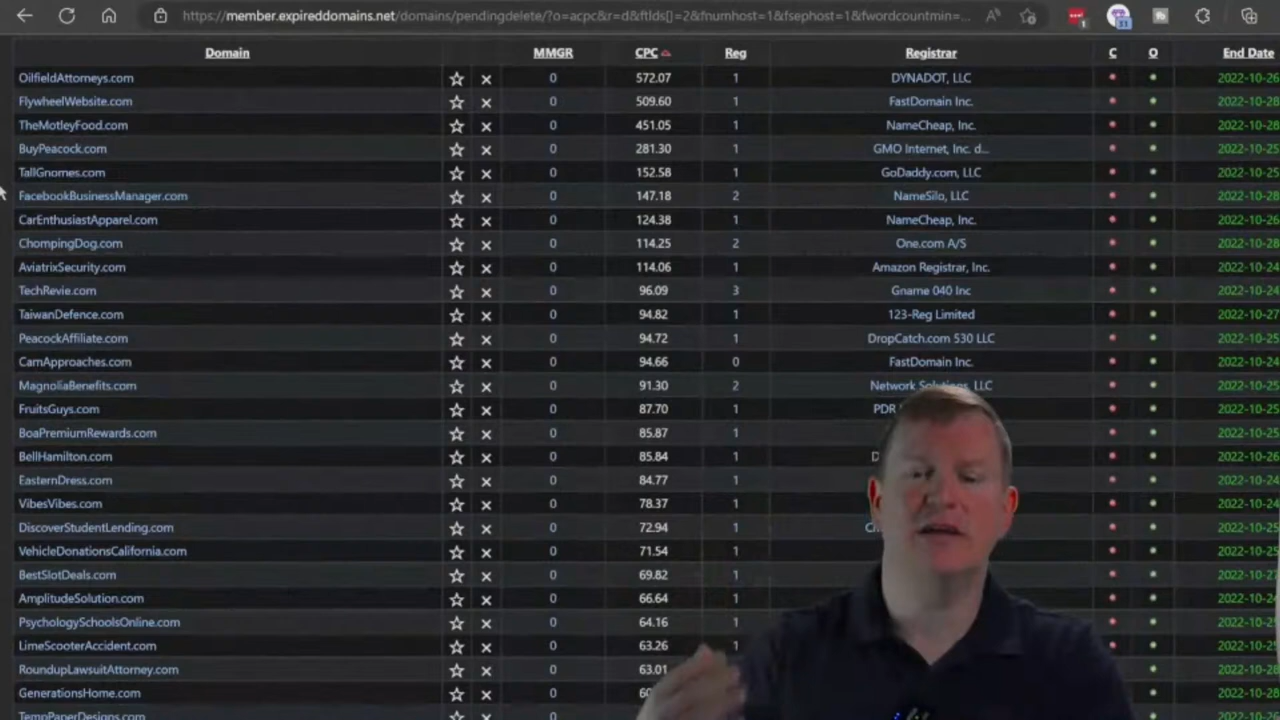 https://member.expireddomains.net/domains/pendingdelete/?o=acpc&r=d&ftlds[]=2&fnumhost=1&fsephost=1&fwordcountmin=...
Domain MMGR CPC Reg Registrar C O End Date
OilfieldAttorneys.com 0 572.07 1 DYNADOT, LLC 2022-10-26
FlywheelWebsite.com 0 509.60 1 FastDomain Inc. 2022-10-28
TheMotleyFood.com 0 451.05 1 NameCheap, Inc. 2022-10-28
BuyPeacock.com 0 281.30 1 GMO Internet, Inc. d... 2022-10-25
TallGnomes.com 0 152.58 1 GoDaddy.com, LLC 2022-10-25
FacebookBusinessManager.com 0 147.18 2 NameSilo, LLC 2022-10-28
CarEnthusiastApparel.com 0 124.38 1 NameCheap, Inc. 2022-10-26
ChompingDog.com 0 114.25 2 One.com A/S 2022-10-28
AviatrixSecurity.com 0 114.06 1 Amazon Registrar, Inc. 2022-10-24
TechRevie.com 0 96.09 3 Gname 040 Inc 2022-10-24
TaiwanDefence.com 0 94.82 1 123-Reg Limited 2022-10-27
PeacockAffiliate.com 0 94.72 1 DropCatch.com 530 LLC 2022-10-25
CamApproaches.com 0 94.66 0 FastDomain Inc. 2022-10-24
MagnoliaBenefits.com 0 91.30 2 Network Solutions, LLC 2022-10-25
FruitsGuys.com 0 87.70 1 PDR 2022-10-25
BoaPremiumRewards.com 0 85.87 1 2022-10-25
BellHamilton.com 0 85.84 1 D 2022-10-26
EasternDress.com 0 84.77 1 2022-10-24
VibesVibes.com 0 78.37 1 2022-10-24
DiscoverStudentLending.com 0 72.94 1 2022-10-25
VehicleDonationsCalifornia.com 0 71.54 1 2022-10-25
BestSlotDeals.com 0 69.82 1 2022-10-27
AmplitudeSolution.com 0 66.64 1 2022-10-24
PsychologySchoolsOnline.com 0 64.16 1 2022-10-25
LimeScooterAccident.com 0 63.26 1 2022-10-25
RoundupLawsuitAttorney.com 0 63.01 2022-10-28
GenerationsHome.com 0 2022-10-28
TempPaperDesigns.com 0